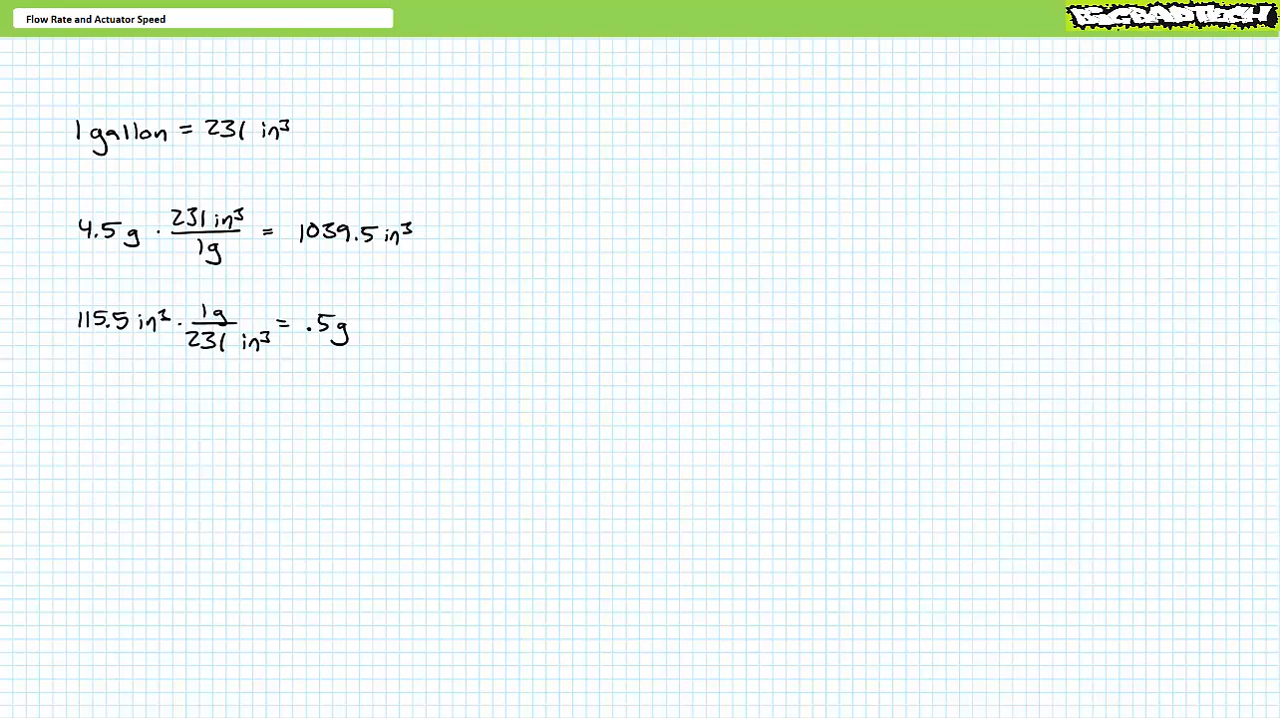 Flow Rate and Actuator Speed
BIGBADTECH
1 gallon = 231 in³
4.5 g · 231 in³ / 1g = 1039.5 in³
115.5 in³ · 1g / 231 in³ = .5g